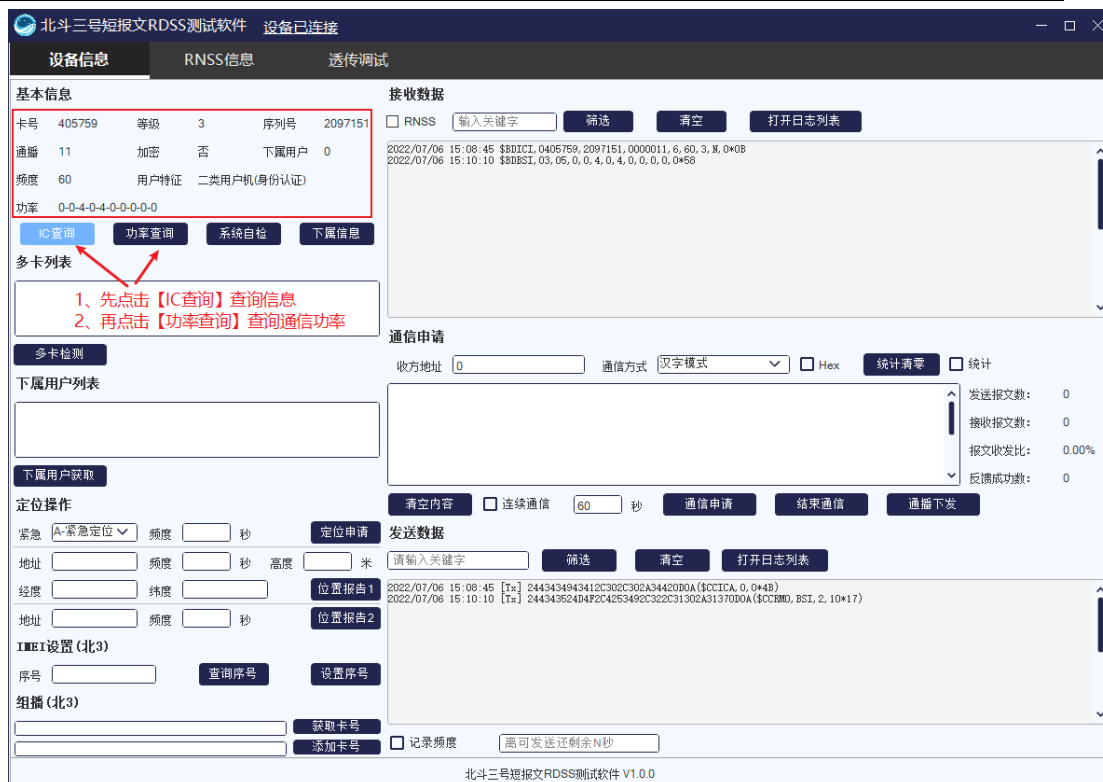 北斗三号短报文RDSS测试软件 设备已连接
设备信息 RNSS信息 透传调试
基本信息
卡号 405759 等级 3 序列号 2097151
通播 11 加密 否 下属用户 0
频度 60 用户特征 二类用户机(身份认证)
功率 0-0-4-0-4-0-0-0-0-0
IC查询 功率查询 系统自检 下属信息
多卡列表
1、先点击【IC查询】查询信息
2、再点击【功率查询】查询通信功率
多卡检测
下属用户列表
下属用户获取
定位操作
紧急 A-紧急定位 频度 秒 定位申请
地址 频度 秒 高度 米
经度 纬度 位置报告1
地址 频度 秒 位置报告2
IMEI设置(北3)
序号 查询序号 设置序号
组播(北3)
获取卡号
添加卡号
接收数据
RNSS 输入关键字 筛选 清空 打开日志列表
2022/07/06 15:08:45 $BDICI,0405759,2097151,0000011,6,60,3,N,0*0B
2022/07/06 15:10:10 $BDBSI,03,05,0,0,4,0,4,0,0,0,0,0*58
通信申请
收方地址 0 通信方式 汉字模式 Hex 统计清零 统计
发送报文数: 0
接收报文数: 0
报文收发比: 0.00%
反馈成功数: 0
清空内容 连续通信 60 秒 通信申请 结束通信 通播下发
发送数据
请输入关键字 筛选 清空 打开日志列表
2022/07/06 15:08:45 [Tx] 2443434943412C302C302A34420D0A($CCICA,0,0*4B)
2022/07/06 15:10:10 [Tx] 244343524D4F2C4253492C322C31302A31370D0A($CCRMO,BSI,2,10*17)
记录频度 离可发送还剩余N秒
北斗三号短报文RDSS测试软件 V1.0.0